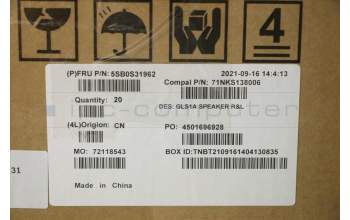 (P)FRU P/N: 5SB0S31962
2021-09-16 14:4:13
Compal P/N: 71NKS138006
Quantity: 20
DES: GLS1A SPEAKER R&L
(4L)Origion: CN
PO: 4501696928
MO: 72118543
BOX ID:TNBT2109161404130835
Made in China
31